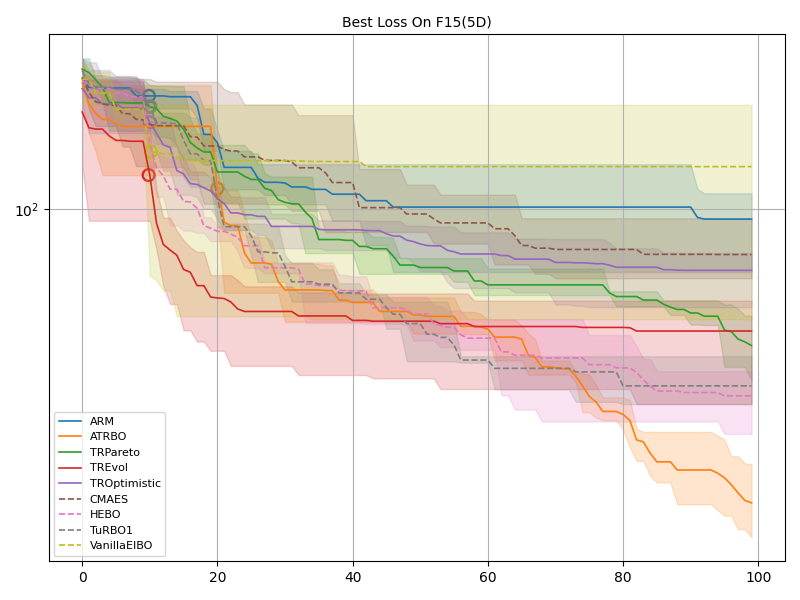 Best Loss On F15(5D)
10²
ARM
ATRBO
TRPareto
TREvol
TROptimistic
CMAES
HEBO
TuRBO1
VanillaEIBO
0 20 40 60 80 100